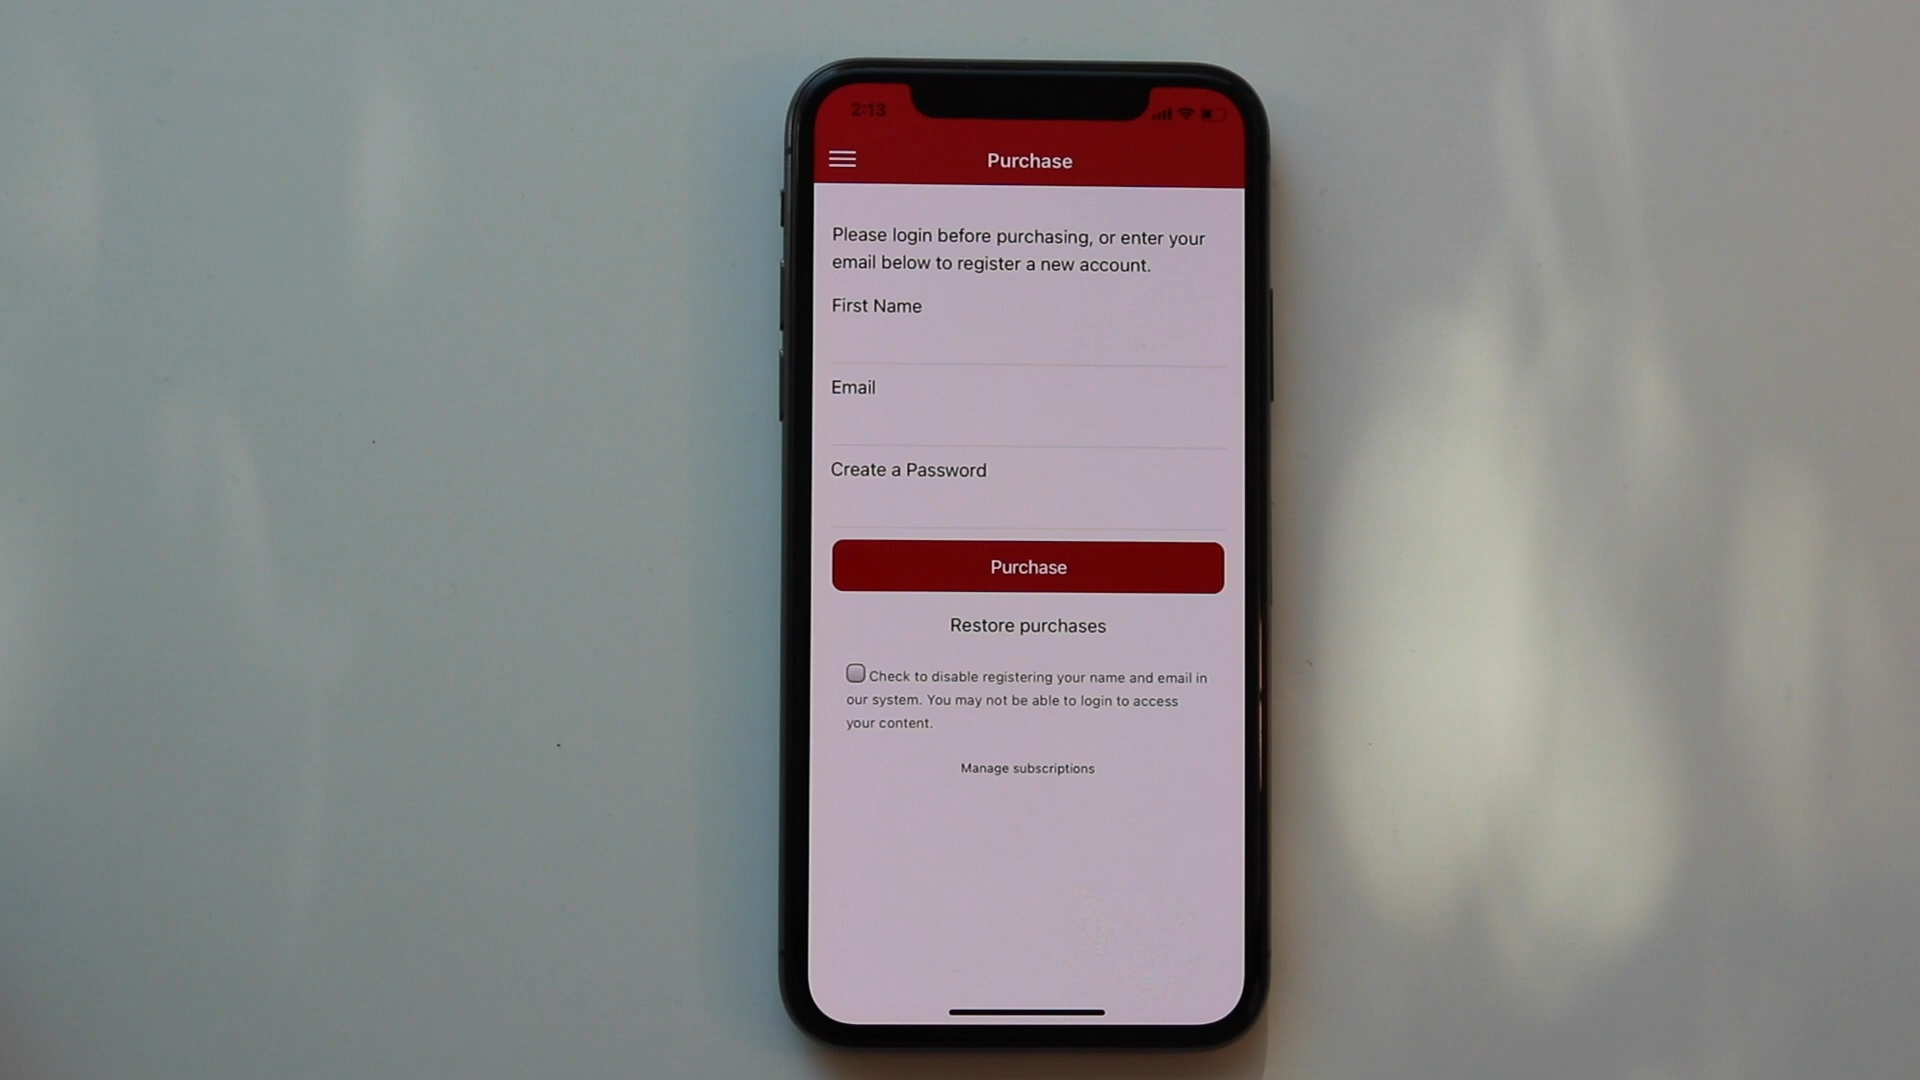 2:13
Purchase
Please login before purchasing, or enter your
email below to register a new account.
First Name
Email
Create a Password
Purchase
Restore purchases
Check to disable registering your name and email in
our system. You may not be able to login to access
your content.
Manage subscriptions